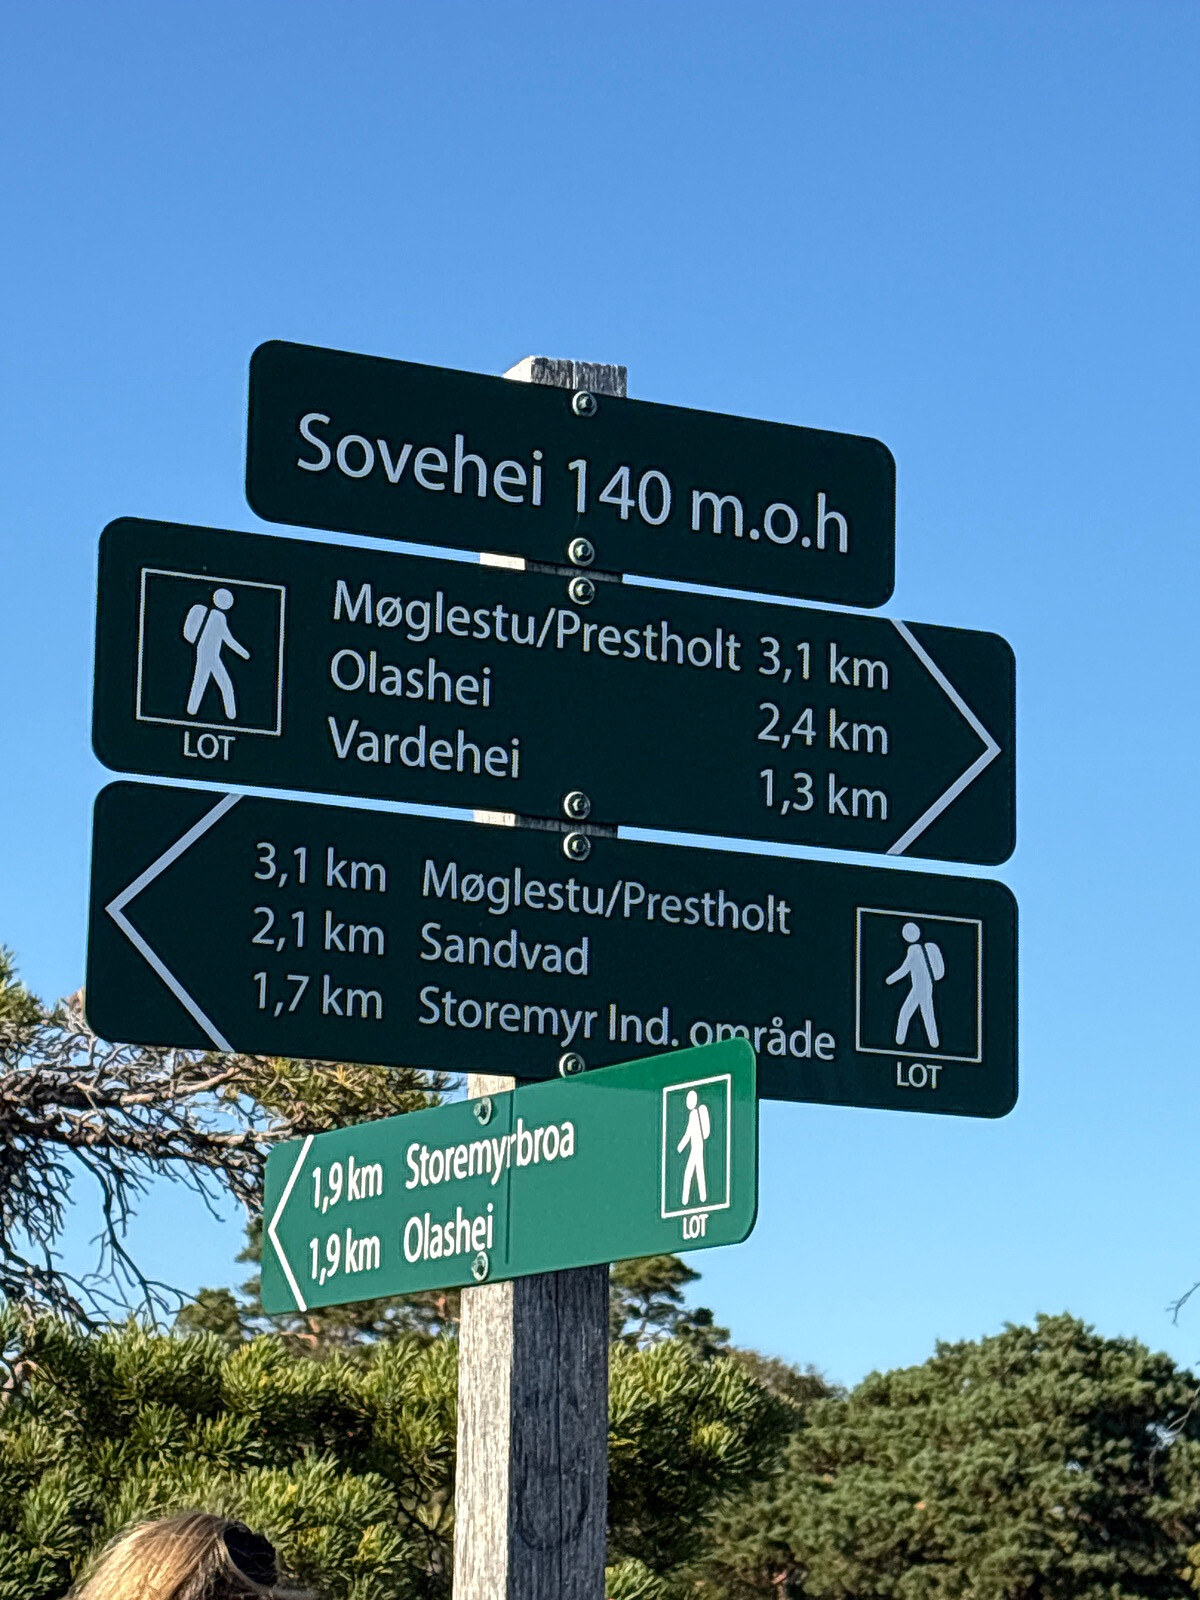 Sovehei 140 m.o.h
Møglestu/Prestholt 3,1 km
Olashei 2,4 km
Vardehei 1,3 km
LOT
3,1 km Møglestu/Prestholt
2,1 km Sandvad
1,7 km Storemyr Ind. område
LOT
1,9 km Storemyrbroa
1,9 km Olashei
LOT